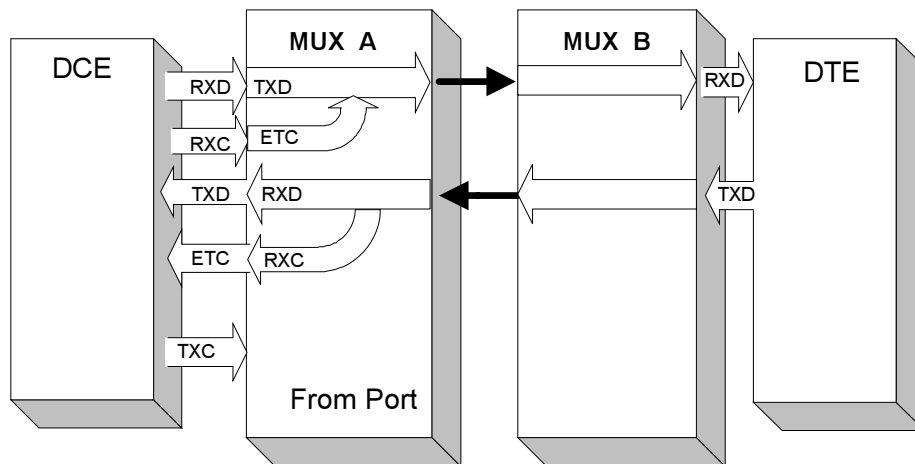 DCE
MUX A
MUX B
DTE
RXD
TXD
RXD
RXC
ETC
TXD
RXD
TXD
ETC
RXC
TXC
From Port